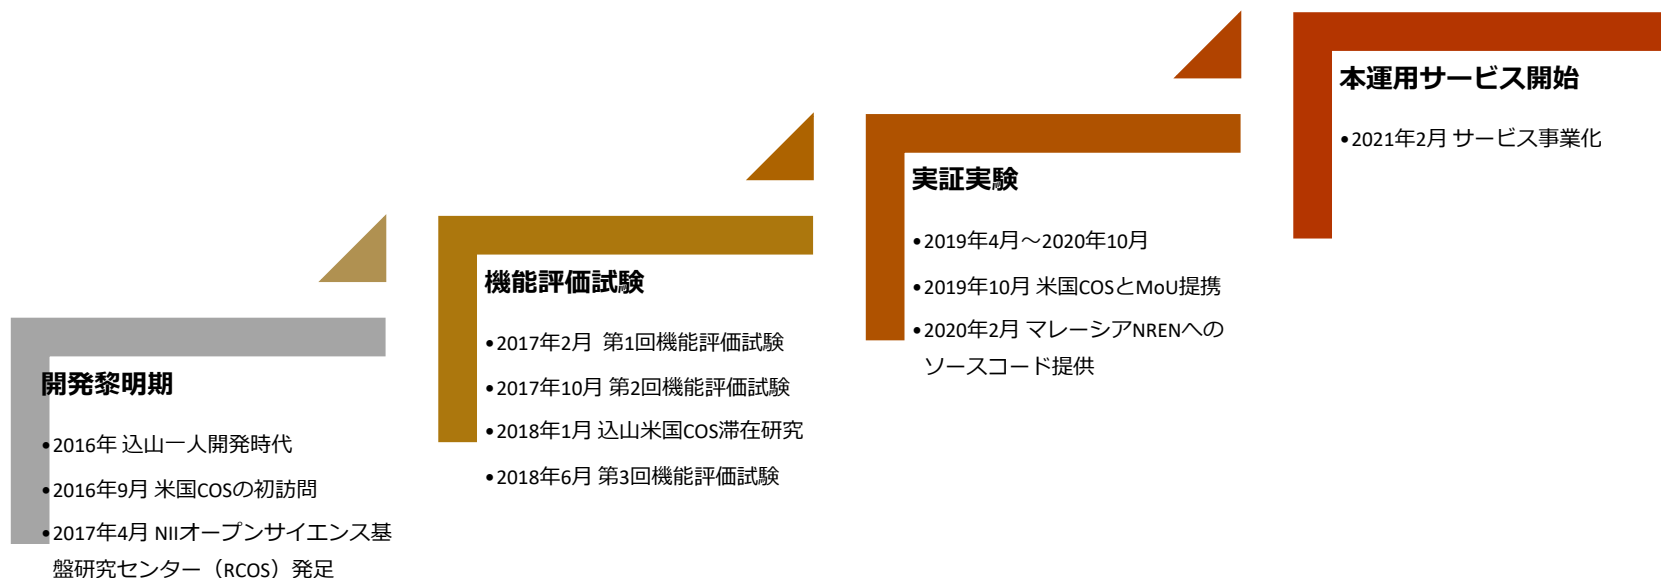 開発黎明期
•2016年 込山一人開発時代
•2016年9月 米国COSの初訪問
•2017年4月 NIIオープンサイエンス基
盤研究センター（RCOS）発足
機能評価試験
•2017年2月 第1回機能評価試験
•2017年10月 第2回機能評価試験
•2018年1月 込山米国COS滞在研究
•2018年6月 第3回機能評価試験
実証実験
•2019年4月～2020年10月
•2019年10月 米国COSとMoU提携
•2020年2月 マレーシアNRENへの
ソースコード提供
本運用サービス開始
•2021年2月 サービス事業化